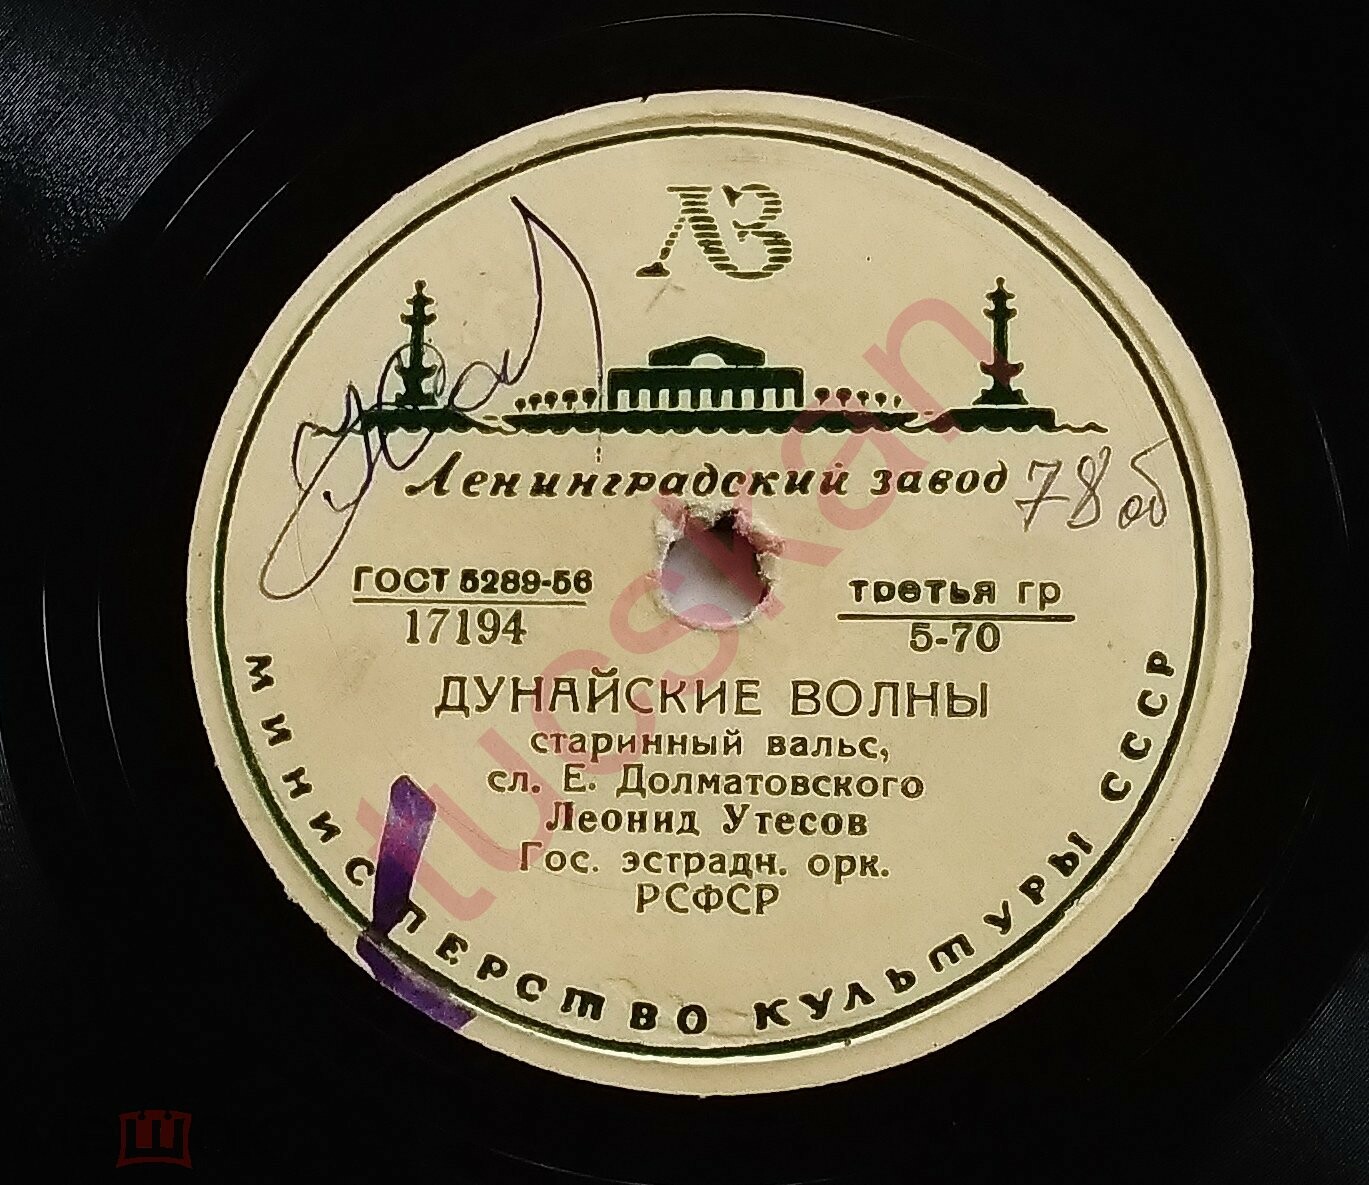 ЛЗ
Ленинградский завод
78 об
ГОСТ 5289-56
17194
третья гр
5-70
ДУНАЙСКИЕ ВОЛНЫ
старинный вальс,
сл. Е. Долматовского
Леонид Утесов
Гос. эстрадн. орк.
РСФСР
МИНИСТЕРСТВО КУЛЬТУРЫ СССР
tucskan